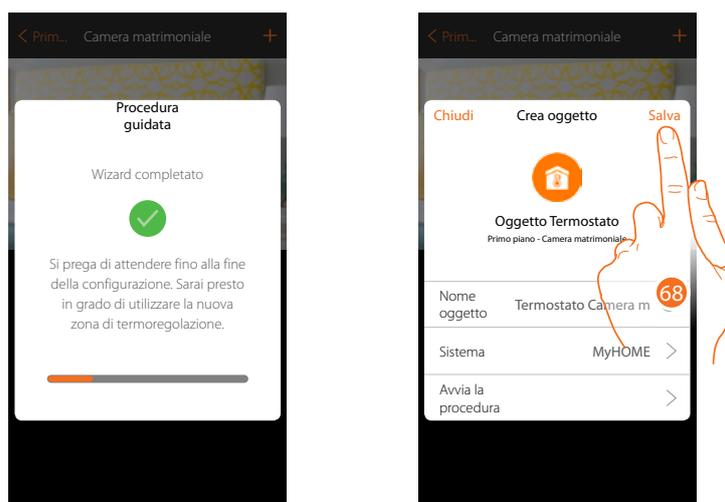 Prim... Camera matrimoniale +
Procedura
guidata
Wizard completato
Si prega di attendere fino alla fine
della configurazione. Sarai presto
in grado di utilizzare la nuova
zona di termoregolazione.
Prim... Camera matrimoniale +
Chiudi Crea oggetto Salva
Oggetto Termostato
Primo piano - Camera matrimoniale
Nome
oggetto
Termostato Camera m
68
Sistema MyHOME
Avvia la
procedura